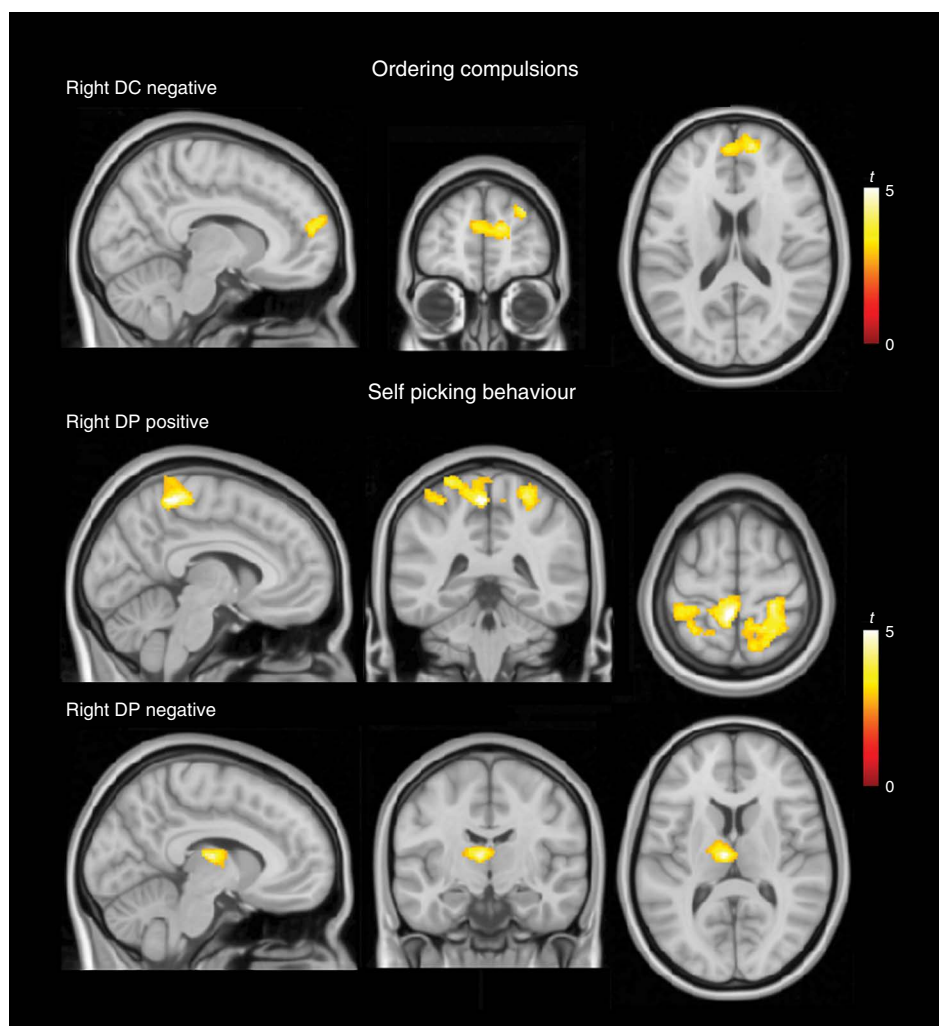 Ordering compulsions
Right DC negative
t
5
0
Self picking behaviour
Right DP positive
t
5
0
Right DP negative